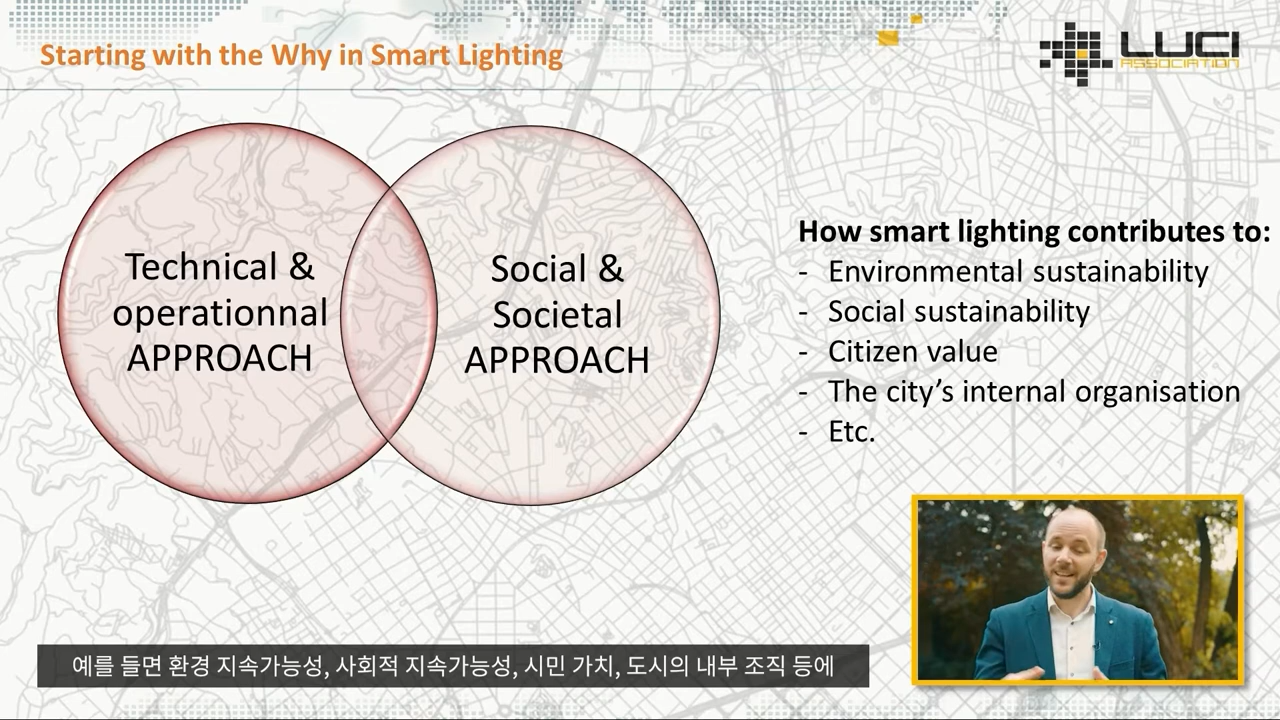 Starting with the Why in Smart Lighting
LUCI
ASSOCIATION
Technical &
operationnal
APPROACH
Social &
Societal
APPROACH
How smart lighting contributes to:
- Environmental sustainability
- Social sustainability
- Citizen value
- The city’s internal organisation
- Etc.
예를 들면 환경 지속가능성, 사회적 지속가능성, 시민 가치, 도시의 내부 조직 등에